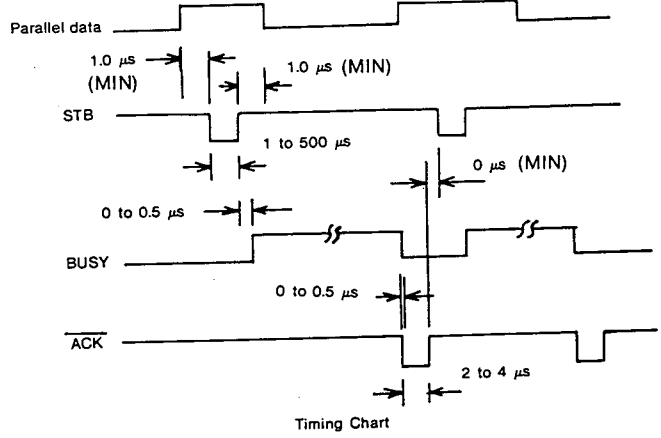 Parallel data
1.0 μs
(MIN)
1.0 μs (MIN)
STB
1 to 500 μs
0 μs (MIN)
0 to 0.5 μs
BUSY
0 to 0.5 μs
ACK
2 to 4 μs
Timing Chart